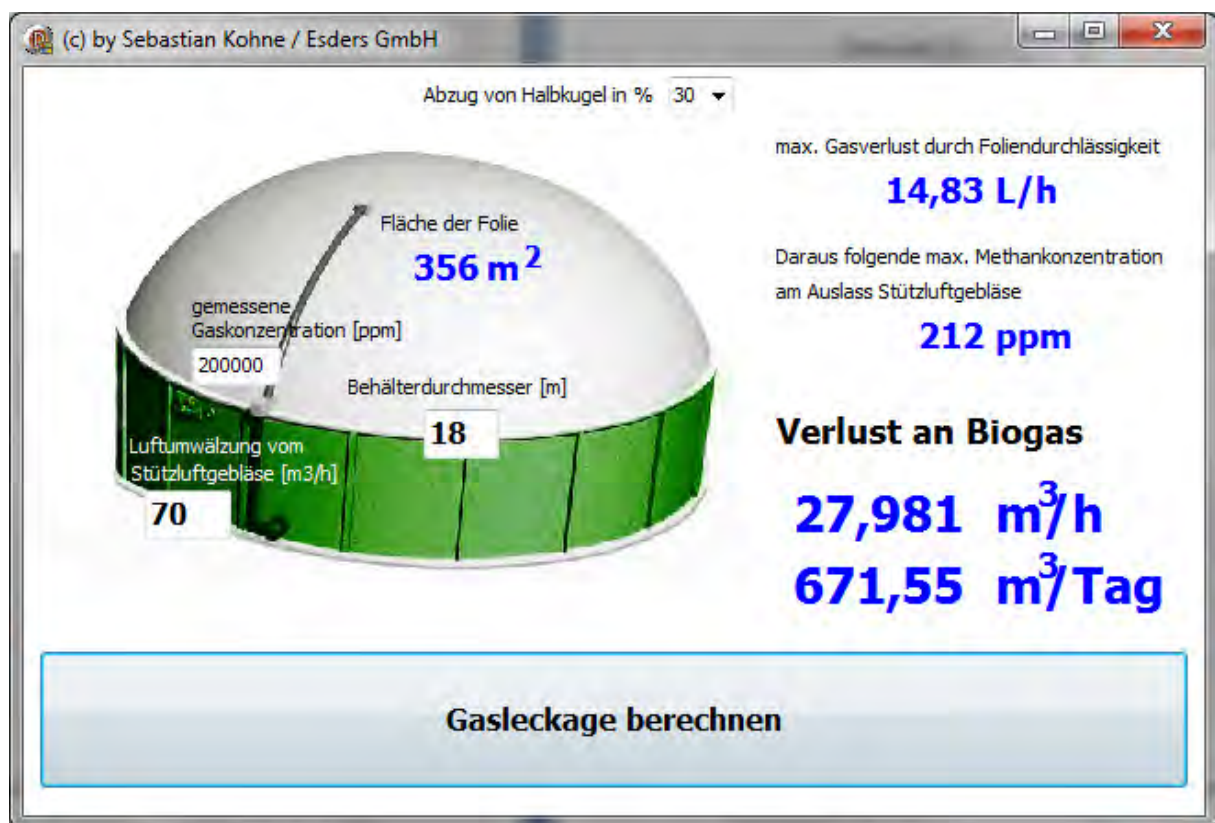 (c) by Sebastian Kohne / Esders GmbH
Abzug von Halbkugel in % 30
max. Gasverlust durch Foliendurchlässigkeit
14,83 L/h
Fläche der Folie
356 m2
Daraus folgende max. Methankonzentration
am Auslass Stützluftgebläse
212 ppm
gemessene
Gaskonzentration [ppm]
200000
Behälterdurchmesser [m]
18
Luftumwälzung vom
Stützluftgebläse [m3/h]
70
Verlust an Biogas
27,981 m3/h
671,55 m3/Tag
Gasleckage berechnen